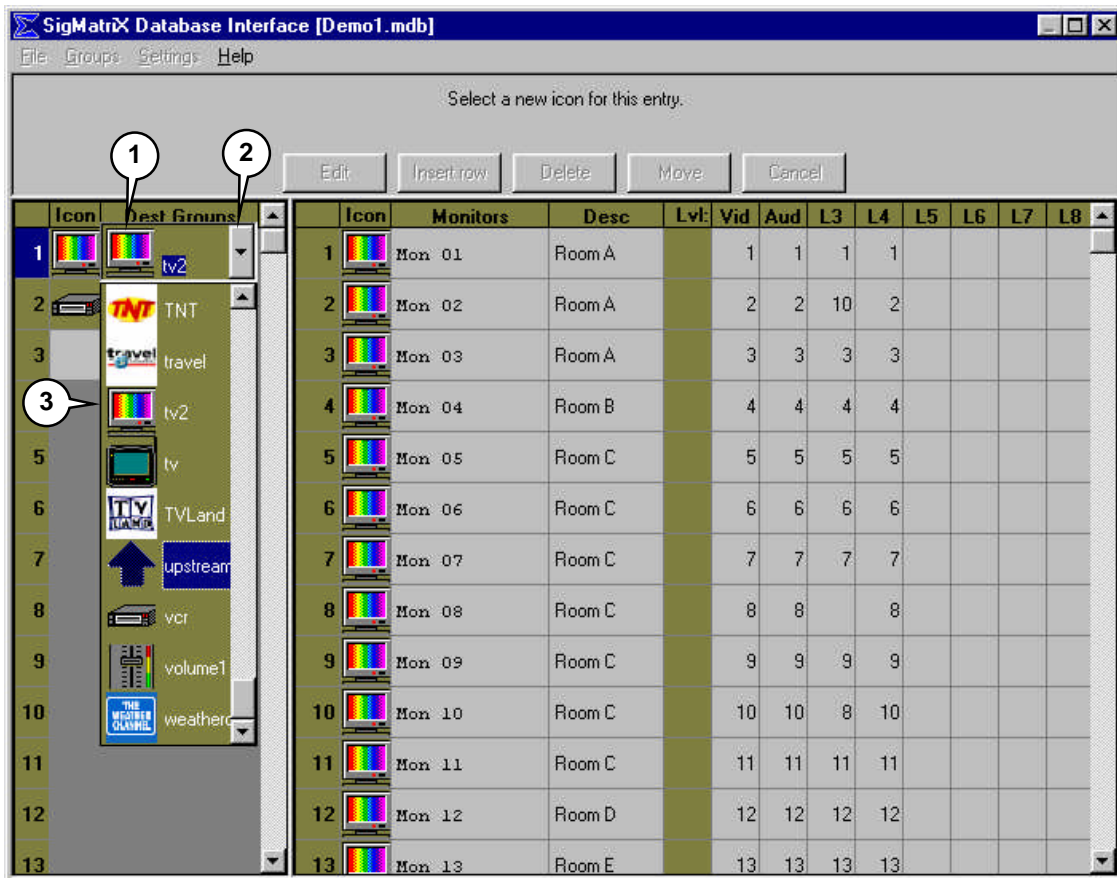 SigMatriX Database Interface [Demo1.mdb]
File Groups Settings Help
Select a new icon for this entry.
1 2
Edit Insert row Delete Move Cancel
Icon Dest Groups
1 tv2
2 TNT TNT
3 travel travel
3 tv2
5 tv
6 TV LAND TVLand
7 upstream
8 vcr
9 volume1
10 THE WEATHER CHANNEL weatherc
11
12
13
Icon Monitors Desc Lvl: Vid Aud L3 L4 L5 L6 L7 L8
1 Mon 01 Room A 1 1 1 1
2 Mon 02 Room A 2 2 10 2
3 Mon 03 Room A 3 3 3 3
4 Mon 04 Room B 4 4 4 4
5 Mon 05 Room C 5 5 5 5
6 Mon 06 Room C 6 6 6 6
7 Mon 07 Room C 7 7 7 7
8 Mon 08 Room C 8 8 8
9 Mon 09 Room C 9 9 9 9
10 Mon 10 Room C 10 10 8 10
11 Mon 11 Room C 11 11 11 11
12 Mon 12 Room D 12 12 12 12
13 Mon 13 Room E 13 13 13 13